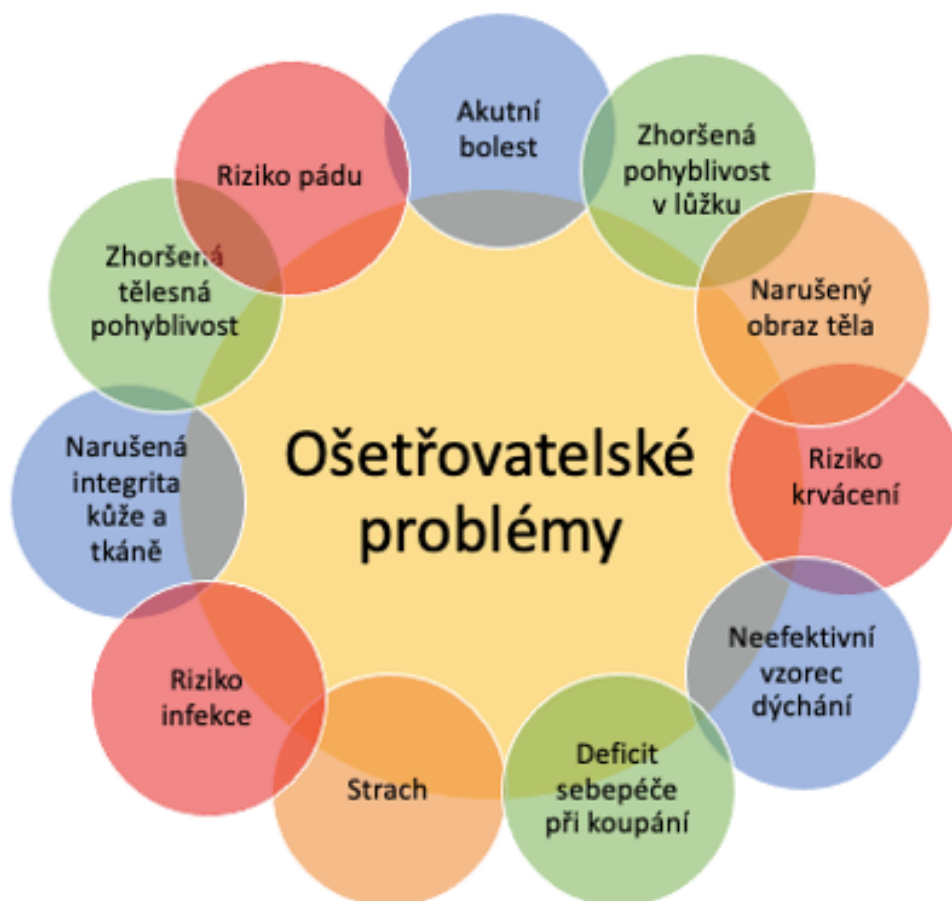 Akutní
bolest
Zhoršená
pohyblivost
v lůžku
Narušený
obraz těla
Riziko
krvácení
Neefektivní
vzorec
dýchání
Deficit
sebepéče
při koupání
Strach
Riziko
infekce
Narušená
integrita
kůže a
tkáně
Zhoršená
tělesná
pohyblivost
Riziko pádu
Ošetřovatelské
problémy